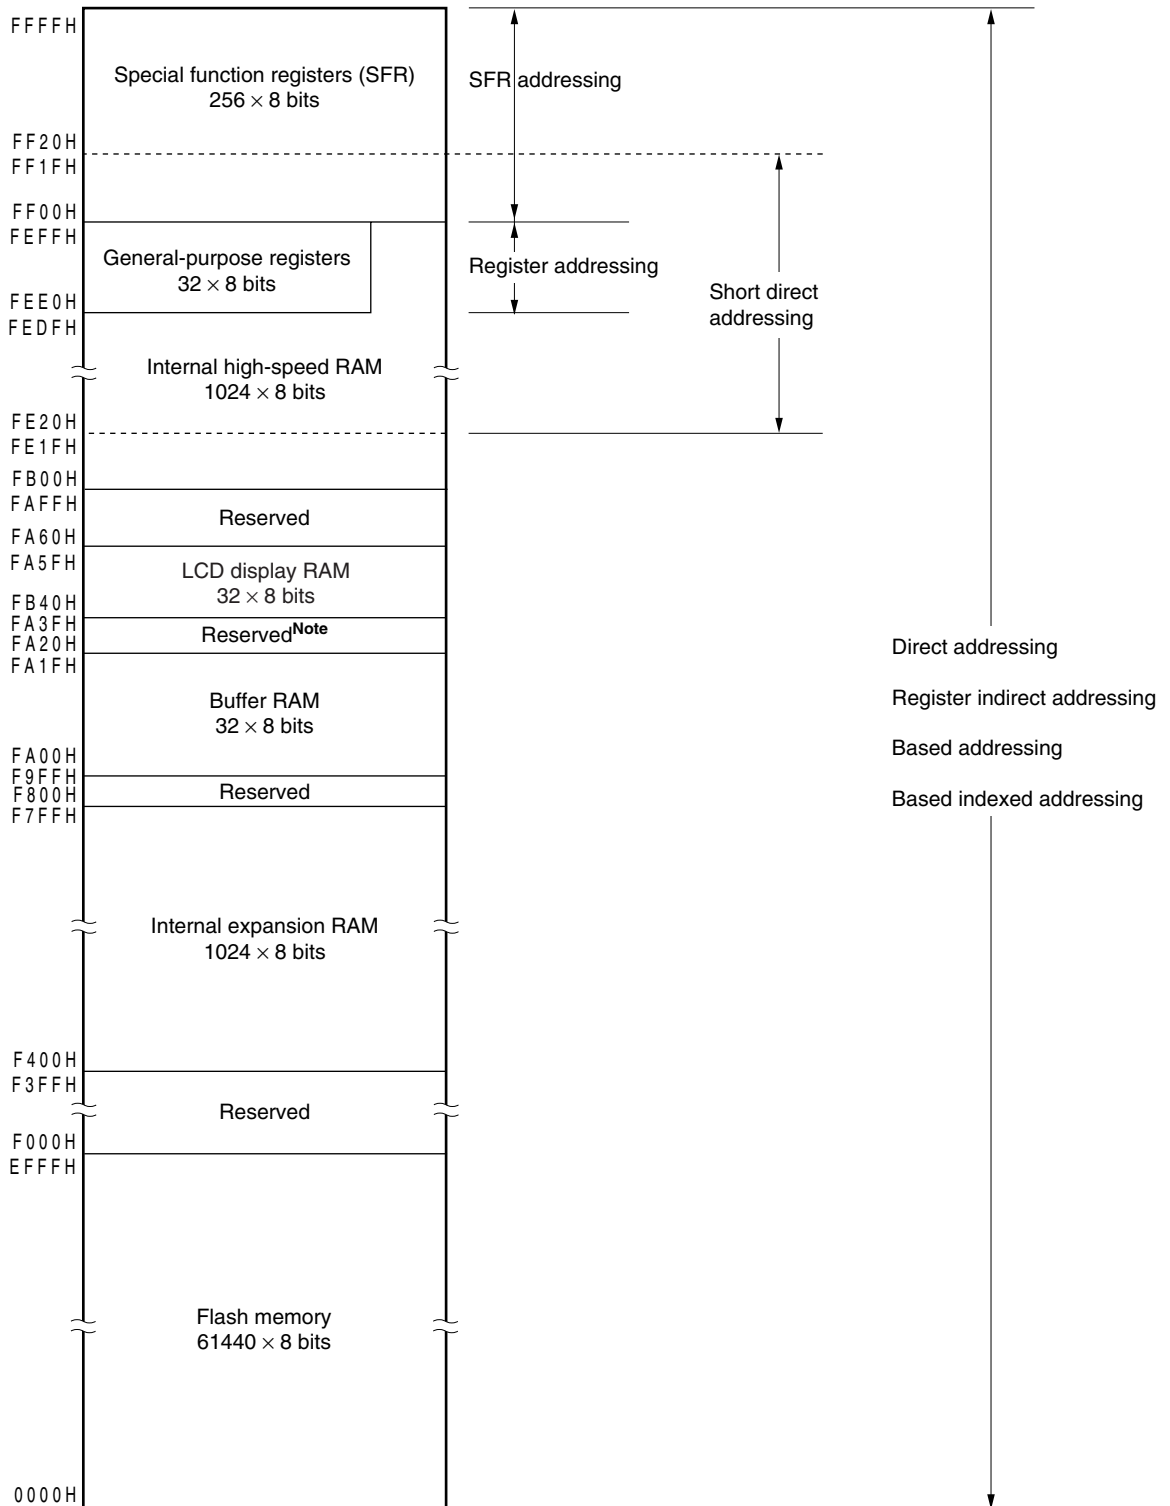 FFFFH
Special function registers (SFR)
256 × 8 bits
SFR addressing
FF20H
FF1FH
FF00H
FEFFH
General-purpose registers
32 × 8 bits
Register addressing
FEE0H
FEDFH
Short direct
addressing
Internal high-speed RAM
1024 × 8 bits
FE20H
FE1FH
FB00H
FAFFH
Reserved
FA60H
FA5FH
LCD display RAM
32 × 8 bits
FB40H
FA3FH
ReservedNote
FA20H
FA1FH
Direct addressing
Register indirect addressing
Based addressing
Based indexed addressing
Buffer RAM
32 × 8 bits
FA00H
F9FFH
Reserved
F800H
F7FFH
Internal expansion RAM
1024 × 8 bits
F400H
F3FFH
Reserved
F000H
EFFFH
Flash memory
61440 × 8 bits
0000H